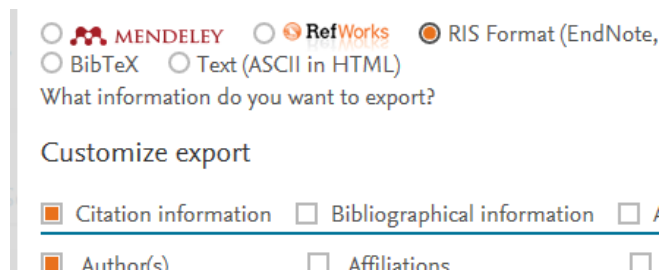 MENDELEY RefWorks RIS Format (EndNote,
BibTeX Text (ASCII in HTML)
What information do you want to export?
Customize export
Citation information Bibliographical information A
Author(s) Affiliations